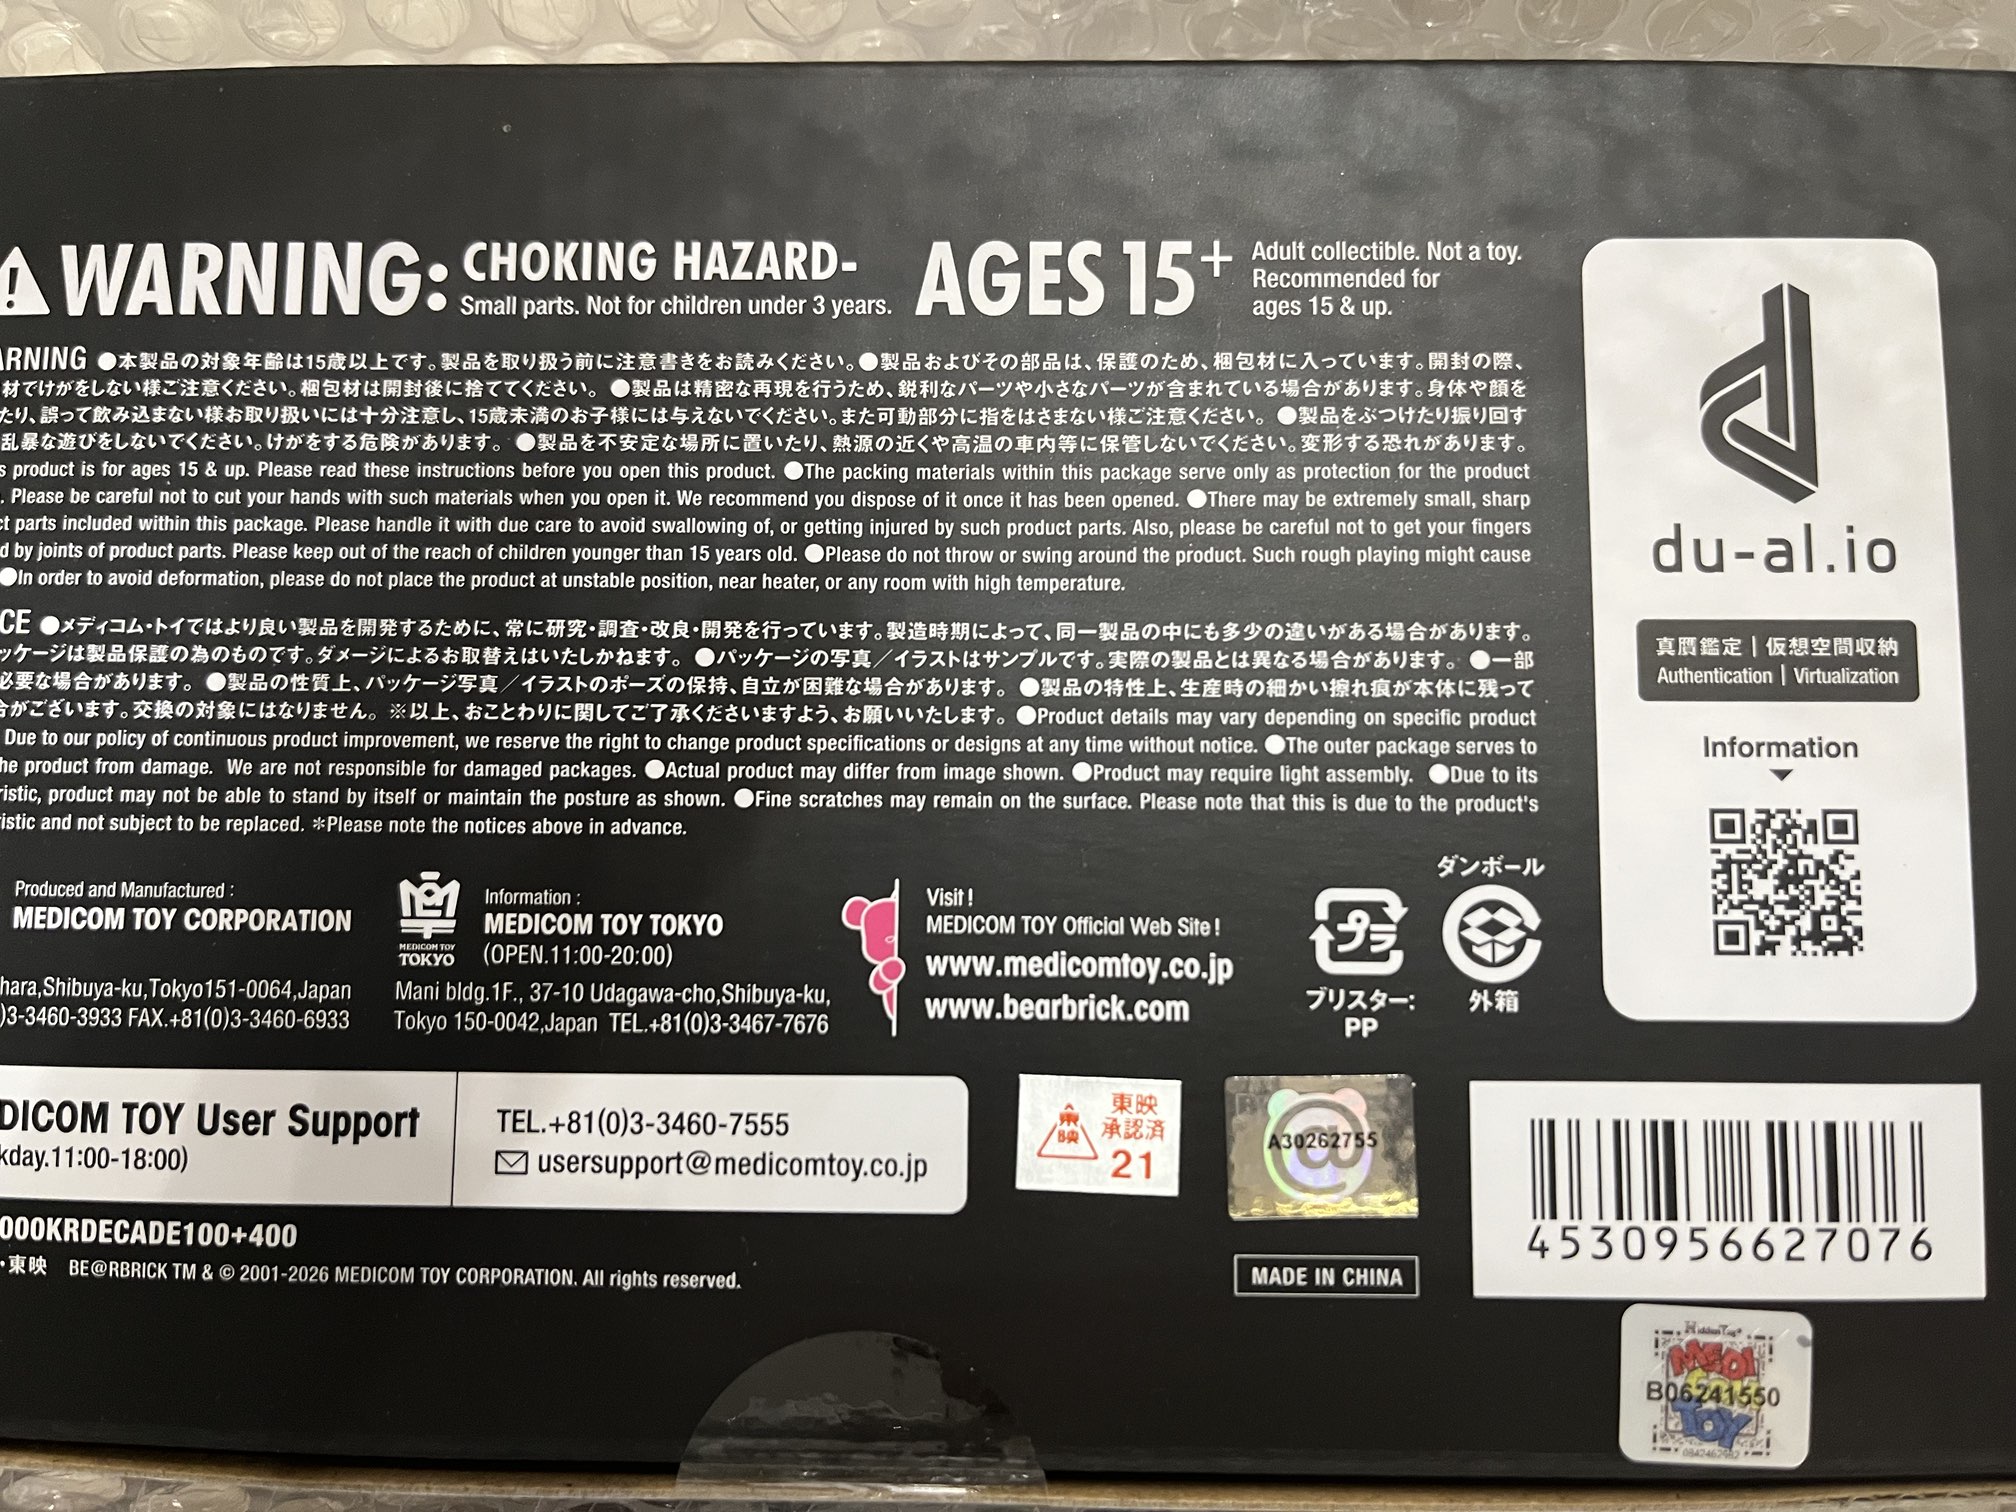 WARNING: CHOKING HAZARD-
Small parts. Not for children under 3 years.
AGES 15+
Adult collectible. Not a toy.
Recommended for
ages 15 & up.
ARNING ●本製品の対象年齢は15歳以上です。製品を取り扱う前に注意書きをお読みください。●製品およびその部品は、保護のため、梱包材に入っています。開封の際、
材でけがをしない様ご注意ください。梱包材は開封後に捨ててください。 ●製品は精密な再現を行うため、鋭利なパーツや小さなパーツが含まれている場合があります。身体や顔を
たり、誤って飲み込まない様お取り扱いには十分注意し、15歳未満のお子様には与えないでください。また可動部分に指をはさまない様ご注意ください。 ●製品をぶつけたり振り回す
乱暴な遊びをしないでください。けがをする危険があります。 ●製品を不安定な場所に置いたり、熱源の近くや高温の車内等に保管しないでください。変形する恐れがあります。
s product is for ages 15 & up. Please read these instructions before you open this product. ●The packing materials within this package serve only as protection for the product
. Please be careful not to cut your hands with such materials when you open it. We recommend you dispose of it once it has been opened. ●There may be extremely small, sharp
ct parts included within this package. Please handle it with due care to avoid swallowing of, or getting injured by such product parts. Also, please be careful not to get your fingers
d by joints of product parts. Please keep out of the reach of children younger than 15 years old. ●Please do not throw or swing around the product. Such rough playing might cause
●In order to avoid deformation, please do not place the product at unstable position, near heater, or any room with high temperature.
CE ●メディコム・トイではより良い製品を開発するために、常に研究・調査・改良・開発を行っています。製造時期によって、同一製品の中にも多少の違いがある場合があります。
ッケージは製品保護の為のものです。ダメージによるお取替えはいたしかねます。 ●パッケージの写真／イラストはサンプルです。実際の製品とは異なる場合があります。 ●一部
必要な場合があります。 ●製品の性質上、パッケージ写真／イラストのポーズの保持、自立が困難な場合があります。 ●製品の特性上、生産時の細かい擦れ痕が本体に残って
合がございます。交換の対象にはなりません。 ※以上、おことわりに関してご了承くださいますよう、お願いいたします。 ●Product details may vary depending on specific product
Due to our policy of continuous product improvement, we reserve the right to change product specifications or designs at any time without notice. ●The outer package serves to
he product from damage. We are not responsible for damaged packages. ●Actual product may differ from image shown. ●Product may require light assembly. ●Due to its
ristic, product may not be able to stand by itself or maintain the posture as shown. ●Fine scratches may remain on the surface. Please note that this is due to the product's
istic and not subject to be replaced. ＊Please note the notices above in advance.
Produced and Manufactured :
MEDICOM TOY CORPORATION
hara,Shibuya-ku,Tokyo151-0064,Japan
)3-3460-3933 FAX.+81(0)3-3460-6933
MEDICOM TOY
TOKYO
Information :
MEDICOM TOY TOKYO
(OPEN.11:00-20:00)
Mani bldg.1F., 37-10 Udagawa-cho,Shibuya-ku,
Tokyo 150-0042,Japan TEL.+81(0)3-3467-7676
Visit !
MEDICOM TOY Official Web Site !
www.medicomtoy.co.jp
www.bearbrick.com
プラ
ブリスター:
PP
ダンボール
外箱
du-al.io
真贋鑑定 | 仮想空間収納
Authentication | Virtualization
Information
DICOM TOY User Support
kday.11:00-18:00)
TEL.+81(0)3-3460-7555
usersupport@medicomtoy.co.jp
東映
東映
承認済
21
@
A30262755
4530956627076
000KRDECADE100+400
・東映 BE@RBRICK TM & © 2001-2026 MEDICOM TOY CORPORATION. All rights reserved.
MADE IN CHINA
HiddenTag
MEDI
COM
TOY
B06241550